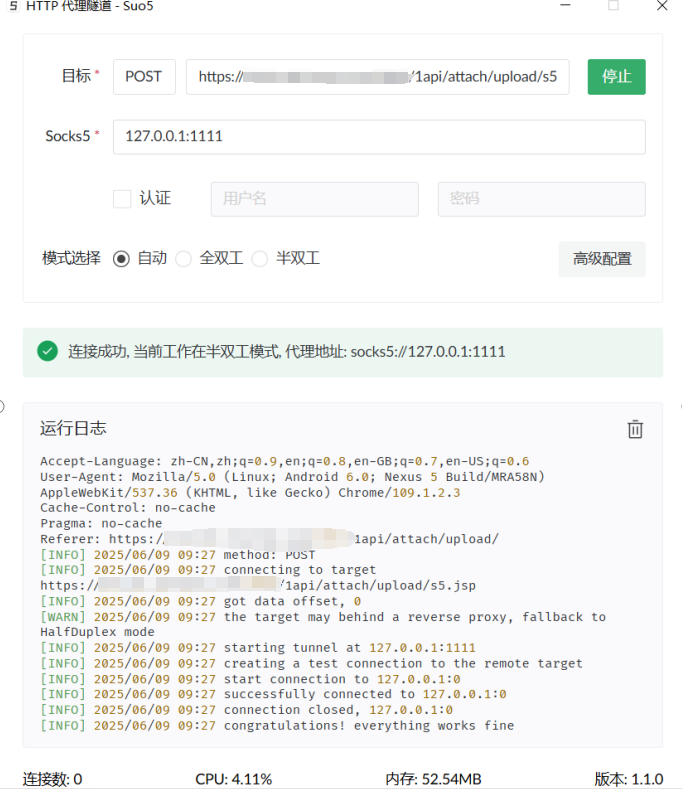 HTTP 代理隧道 - Suo5
目标 * POST https:// /1api/attach/upload/s5 停止
Socks5 * 127.0.0.1:1111
认证 用户名 密码
模式选择 自动 全双工 半双工 高级配置
连接成功, 当前工作在半双工模式, 代理地址: socks5://127.0.0.1:1111
运行日志
Accept-Language: zh-CN,zh;q=0.9,en;q=0.8,en-GB;q=0.7,en-US;q=0.6
User-Agent: Mozilla/5.0 (Linux; Android 6.0; Nexus 5 Build/MRA58N)
AppleWebKit/537.36 (KHTML, like Gecko) Chrome/109.1.2.3
Cache-Control: no-cache
Pragma: no-cache
Referer: https:/ 1api/attach/upload/
[INFO] 2025/06/09 09:27 method: POST
[INFO] 2025/06/09 09:27 connecting to target
https:// /1api/attach/upload/s5.jsp
[INFO] 2025/06/09 09:27 got data offset, 0
[WARN] 2025/06/09 09:27 the target may behind a reverse proxy, fallback to
HalfDuplex mode
[INFO] 2025/06/09 09:27 starting tunnel at 127.0.0.1:1111
[INFO] 2025/06/09 09:27 creating a test connection to the remote target
[INFO] 2025/06/09 09:27 start connection to 127.0.0.1:0
[INFO] 2025/06/09 09:27 successfully connected to 127.0.0.1:0
[INFO] 2025/06/09 09:27 connection closed, 127.0.0.1:0
[INFO] 2025/06/09 09:27 congratulations! everything works fine
连接数: 0 CPU: 4.11% 内存: 52.54MB 版本: 1.1.0